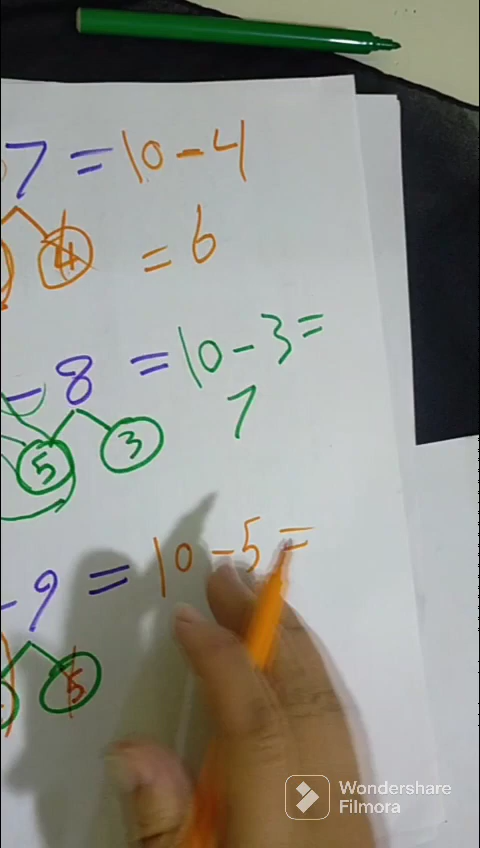 7 = 10 - 4
4 = 6
- 8 = 10 - 3 =
5 3 7
- 9 = 10 - 5 =
5
Wondershare
Filmora